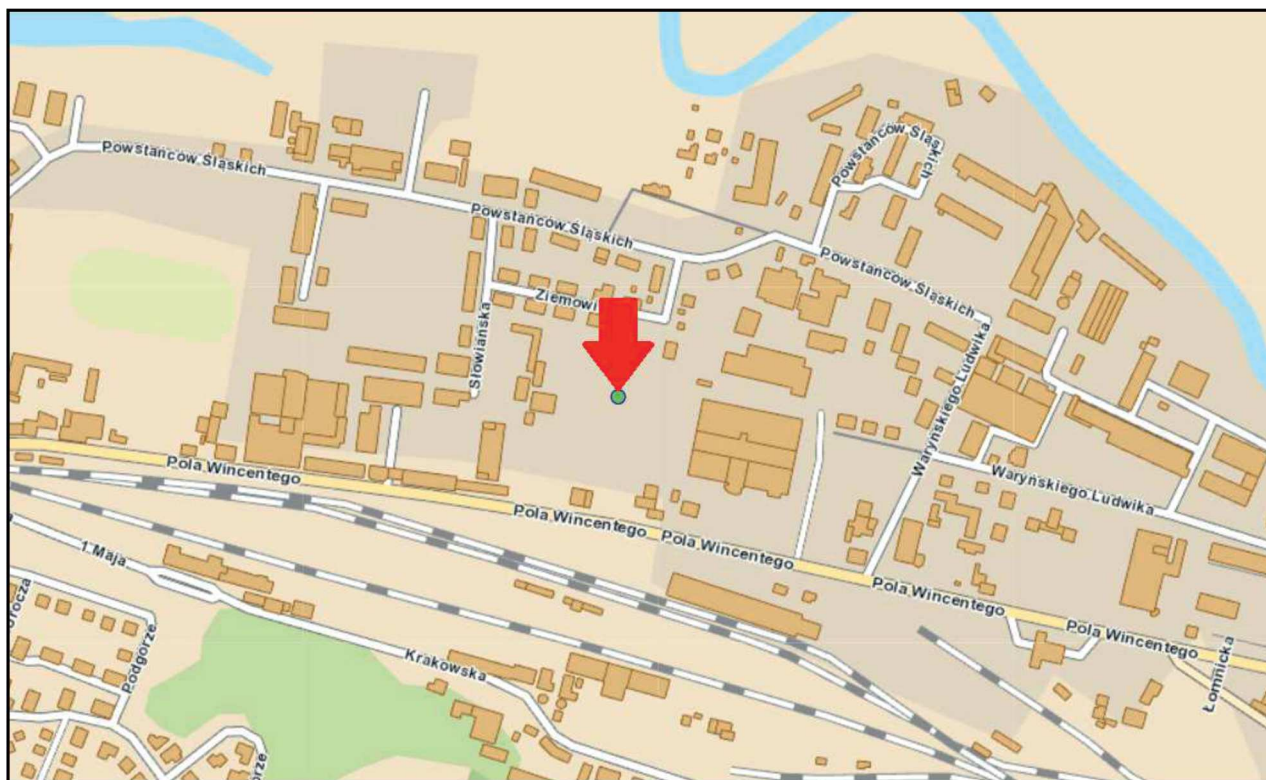 Powstańców Śląskich
Powstańców Śląskich
Powstańców Śląskich
Powstańców Śląskich
Ziemowi
Słowiańska
Waryńskiego Ludwika
Waryńskiego Ludwika
Pola Wincentego
Pola Wincentego
Pola Wincentego
Pola Wincentego
Pola Wincentego
1 Maja
Podgórze
Krakowska
Łomnicka